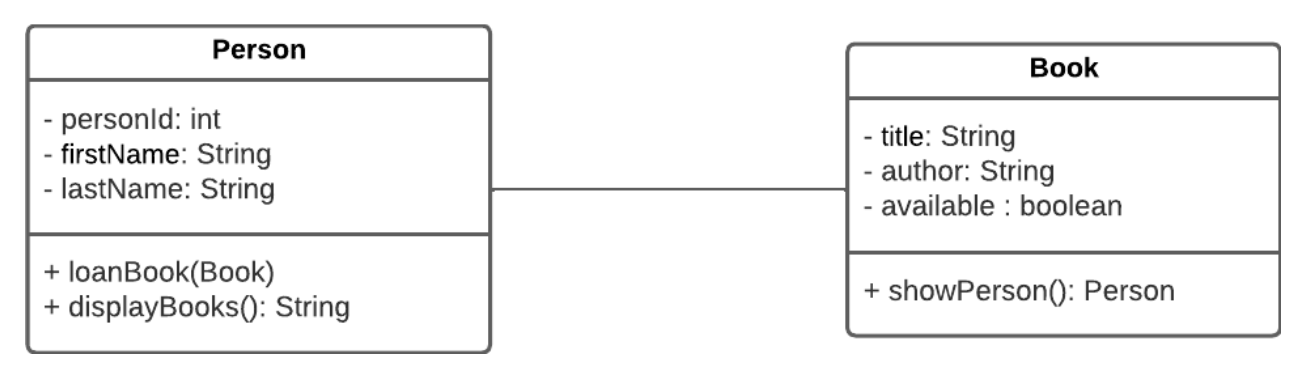 Person
- personId: int
- firstName: String
- lastName: String
+ loanBook(Book)
+ displayBooks(): String
Book
- title: String
- author: String
- available : boolean
+ showPerson(): Person